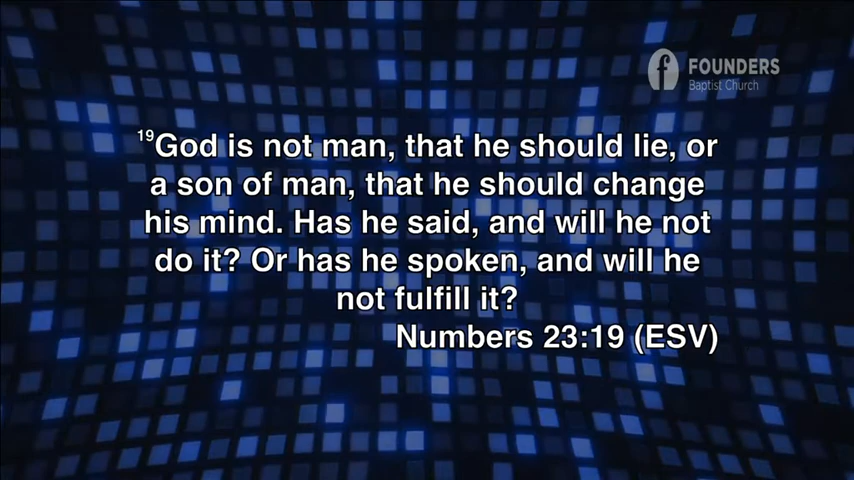 FOUNDERS
Baptist Church
19God is not man, that he should lie, or
a son of man, that he should change
his mind. Has he said, and will he not
do it? Or has he spoken, and will he
not fulfill it?
Numbers 23:19 (ESV)